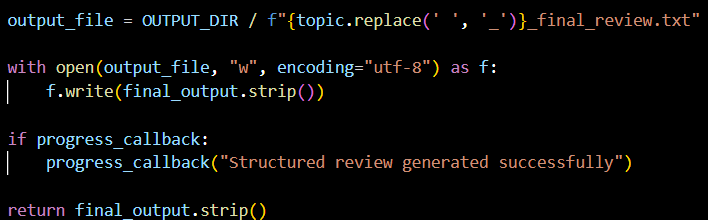 output_file = OUTPUT_DIR / f"{topic.replace(' ', '_')}_final_review.txt"
with open(output_file, "w", encoding="utf-8") as f:
    f.write(final_output.strip())
if progress_callback:
    progress_callback("Structured review generated successfully")
return final_output.strip()